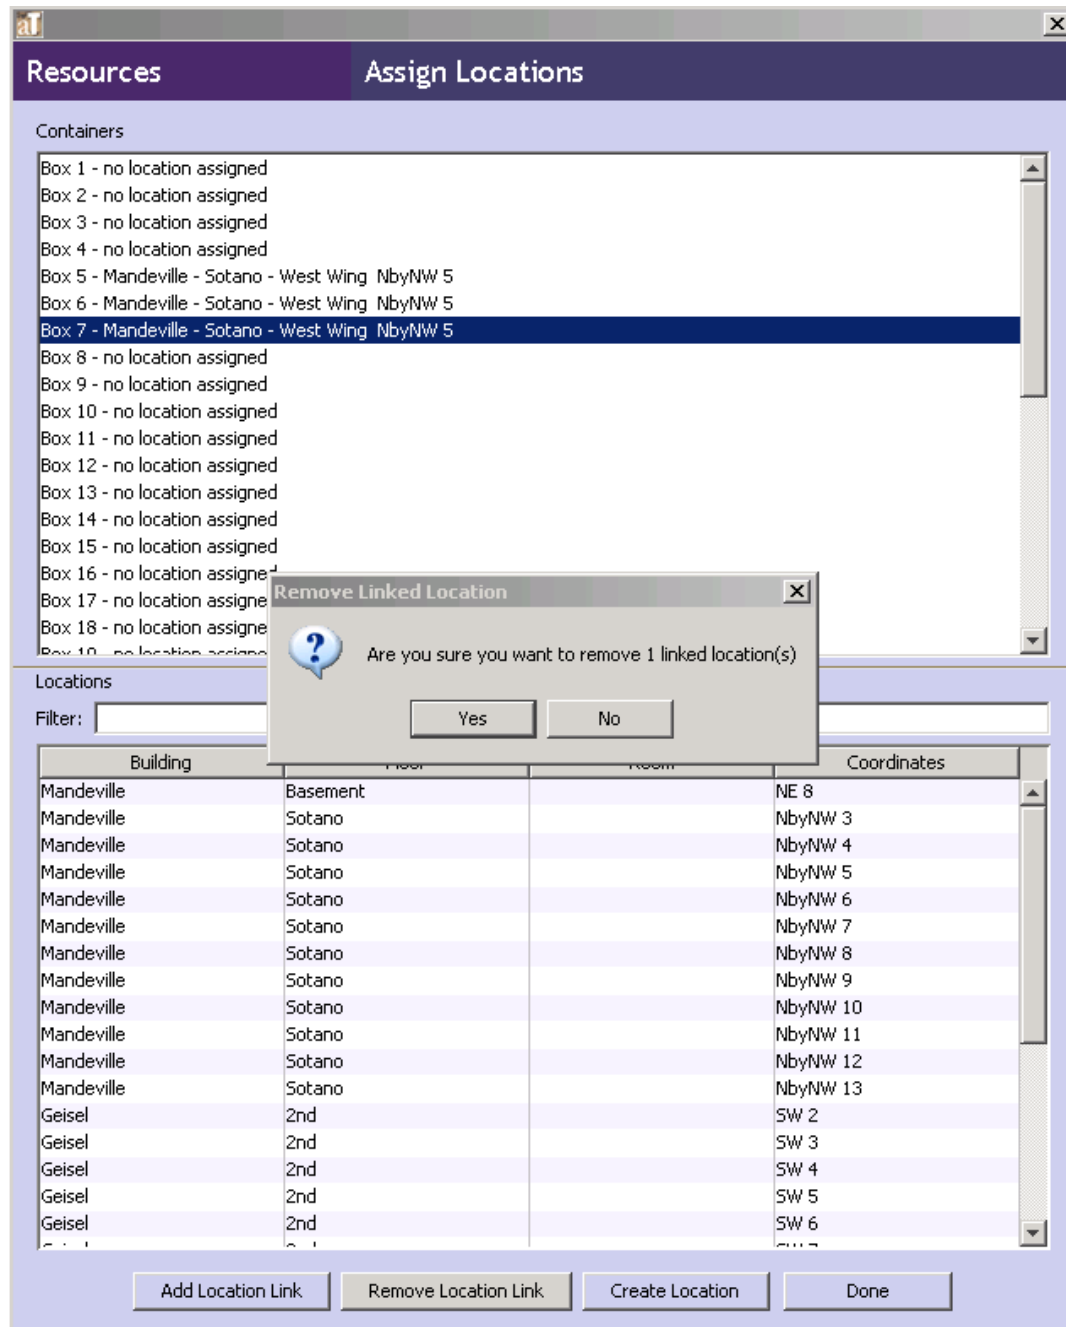 aT
Resources
Assign Locations
Containers
Box 1 - no location assigned
Box 2 - no location assigned
Box 3 - no location assigned
Box 4 - no location assigned
Box 5 - Mandeville - Sotano - West Wing  NbyNW 5
Box 6 - Mandeville - Sotano - West Wing  NbyNW 5
Box 7 - Mandeville - Sotano - West Wing  NbyNW 5
Box 8 - no location assigned
Box 9 - no location assigned
Box 10 - no location assigned
Box 11 - no location assigned
Box 12 - no location assigned
Box 13 - no location assigned
Box 14 - no location assigned
Box 15 - no location assigned
Box 16 - no location assigned
Box 17 - no location assigne
Box 18 - no location assigne
Remove Linked Location
Are you sure you want to remove 1 linked location(s)
Yes No
Locations
Filter:
Building Floor Room Coordinates
Mandeville Basement NE 8
Mandeville Sotano NbyNW 3
Mandeville Sotano NbyNW 4
Mandeville Sotano NbyNW 5
Mandeville Sotano NbyNW 6
Mandeville Sotano NbyNW 7
Mandeville Sotano NbyNW 8
Mandeville Sotano NbyNW 9
Mandeville Sotano NbyNW 10
Mandeville Sotano NbyNW 11
Mandeville Sotano NbyNW 12
Mandeville Sotano NbyNW 13
Geisel 2nd SW 2
Geisel 2nd SW 3
Geisel 2nd SW 4
Geisel 2nd SW 5
Geisel 2nd SW 6
Add Location Link Remove Location Link Create Location Done